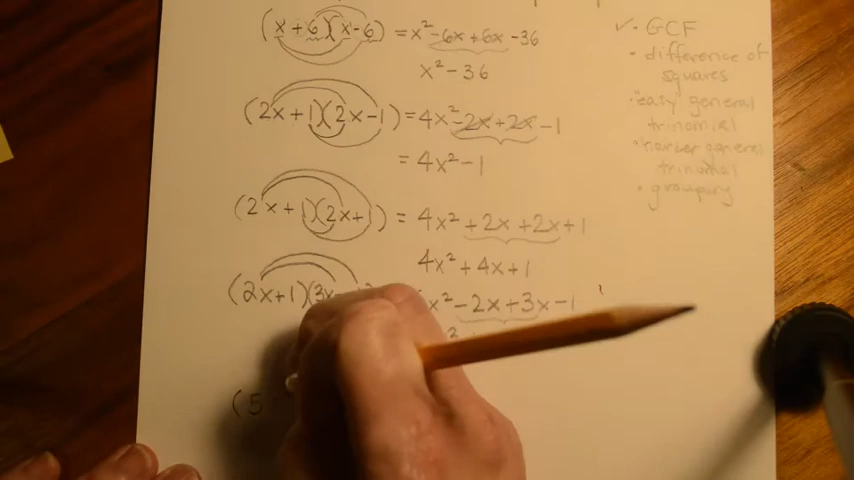 (x+6)(x-6) = x²-6x+6x-36
x²-36
(2x+1)(2x-1) = 4x²-2x+2x-1
= 4x²-1
(2x+1)(2x+1) = 4x²+2x+2x+1
4x²+4x+1
(2x+1)(3x
x²-2x+3x-1
(5
✓ · GCF
· difference of
squares
· "easy" general
trinomial
· "harder" general
trinomial
· grouping